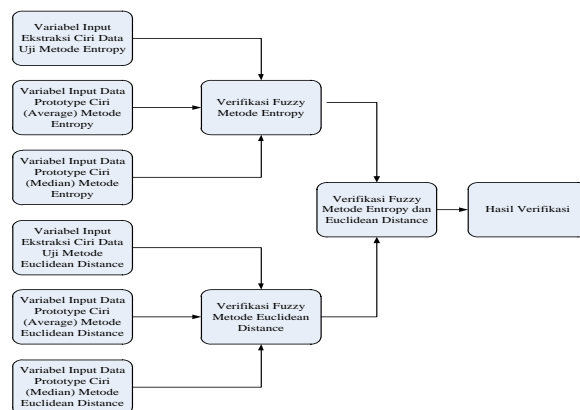 Variabel Input
Ekstraksi Ciri Data
Uji Metode Entropy
Variabel Input Data
Prototype Ciri
(Average) Metode
Entropy
Variabel Input Data
Prototype Ciri
(Median) Metode
Entropy
Verifikasi Fuzzy
Metode Entropy
Variabel Input
Ekstraksi Ciri Data
Uji Metode
Euclidean Distance
Variabel Input Data
Prototype Ciri
(Average) Metode
Euclidean Distance
Variabel Input Data
Prototype Ciri
(Median) Metode
Euclidean Distance
Verifikasi Fuzzy
Metode Euclidean
Distance
Verifikasi Fuzzy
Metode Entropy dan
Euclidean Distance
Hasil Verifikasi